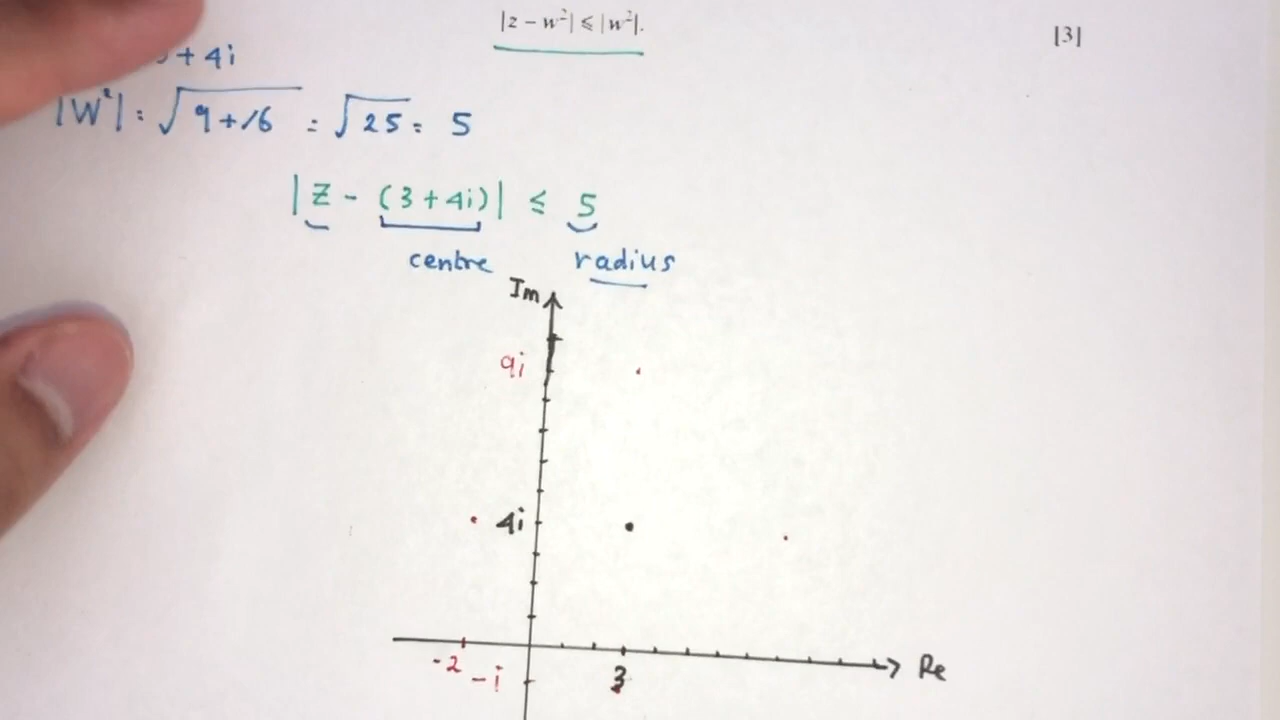 |z − w²| ⩽ |w²|.
[3]
+ 4i
|W²| = √9+16 = √25 = 5
|Z - (3+4i)| ≤ 5
centre radius
Im
9i
4i
-2 -i 3 Re